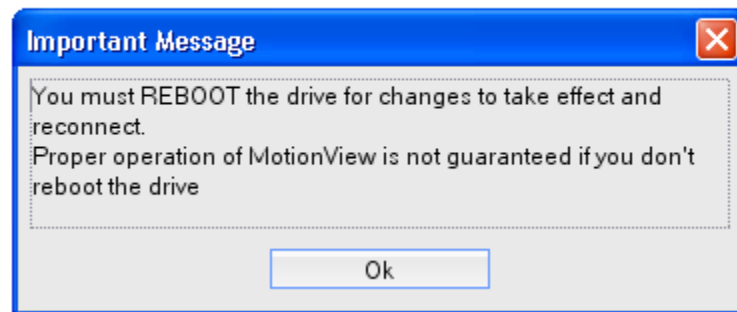 Important Message
You must REBOOT the drive for changes to take effect and
reconnect.
Proper operation of MotionView is not guaranteed if you don't
reboot the drive
Ok